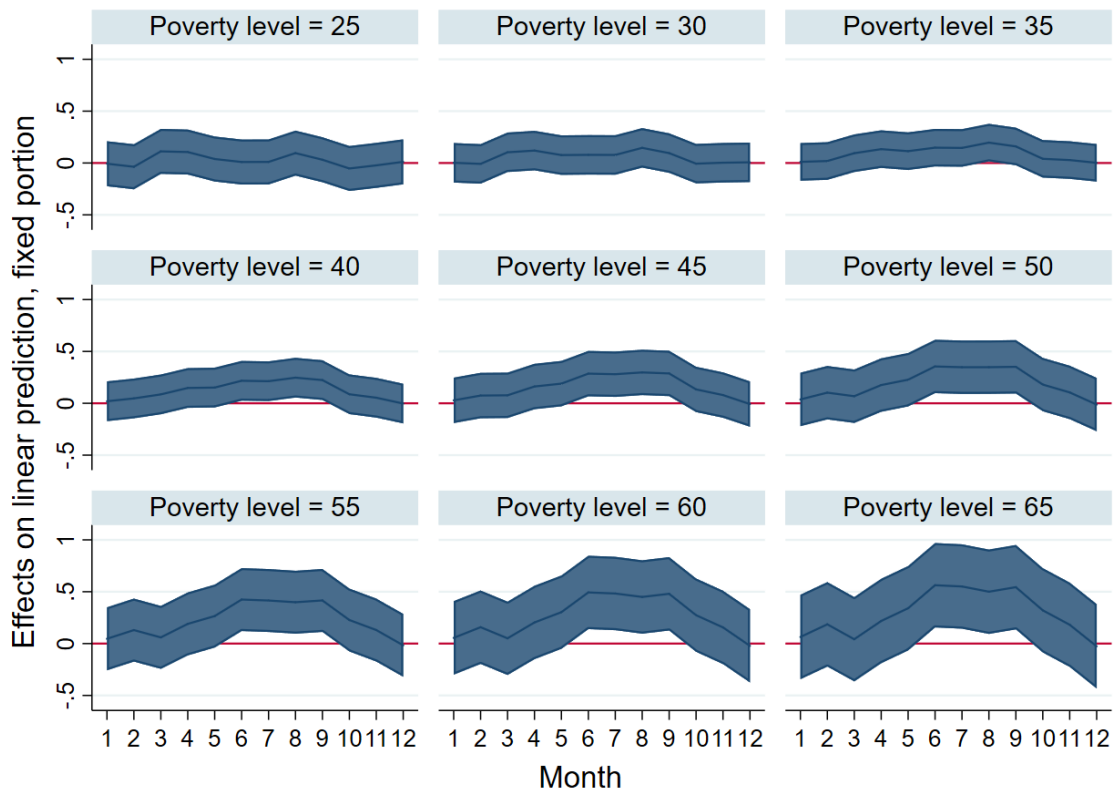 Effects on linear prediction, fixed portion
Poverty level = 25
Poverty level = 30
Poverty level = 35
1
.5
0
-.5
Poverty level = 40
Poverty level = 45
Poverty level = 50
1
.5
0
-.5
Poverty level = 55
Poverty level = 60
Poverty level = 65
1
.5
0
-.5
1 2 3 4 5 6 7 8 9 10 11 12
1 2 3 4 5 6 7 8 9 10 11 12
1 2 3 4 5 6 7 8 9 10 11 12
Month